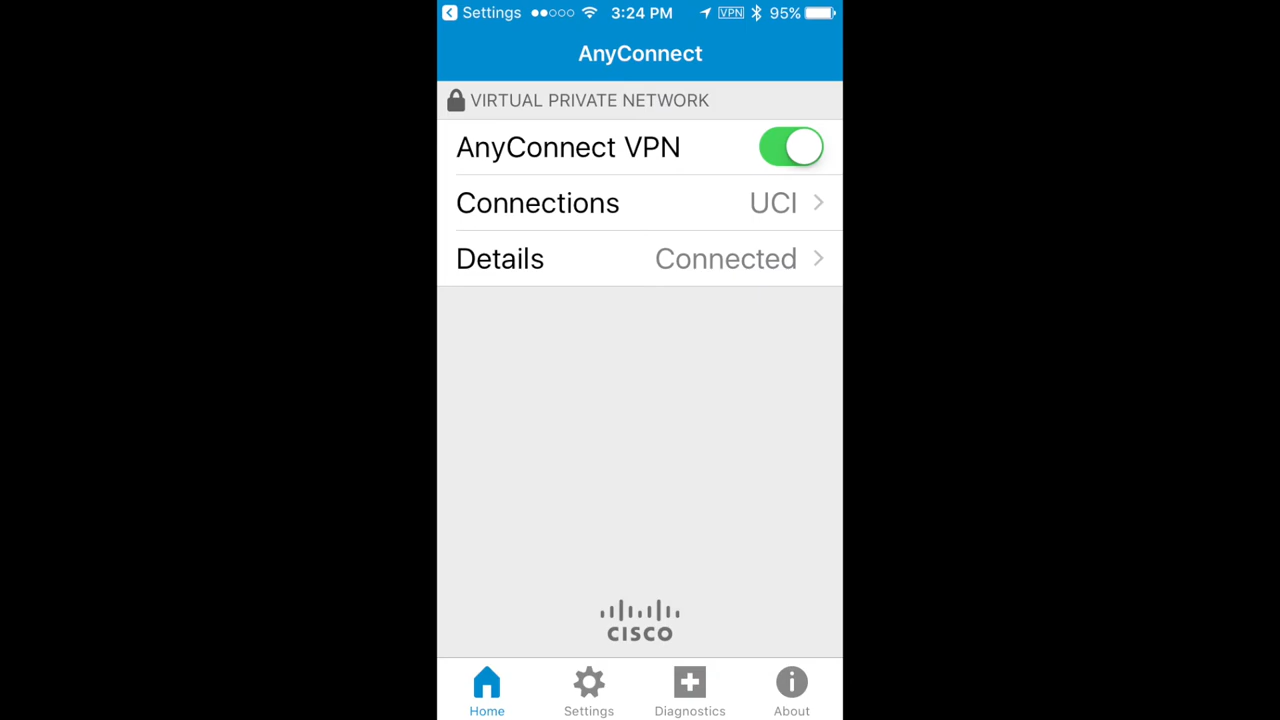 Settings 3:24 PM VPN 95%
AnyConnect
VIRTUAL PRIVATE NETWORK
AnyConnect VPN
Connections UCI
Details Connected
CISCO
Home Settings Diagnostics About